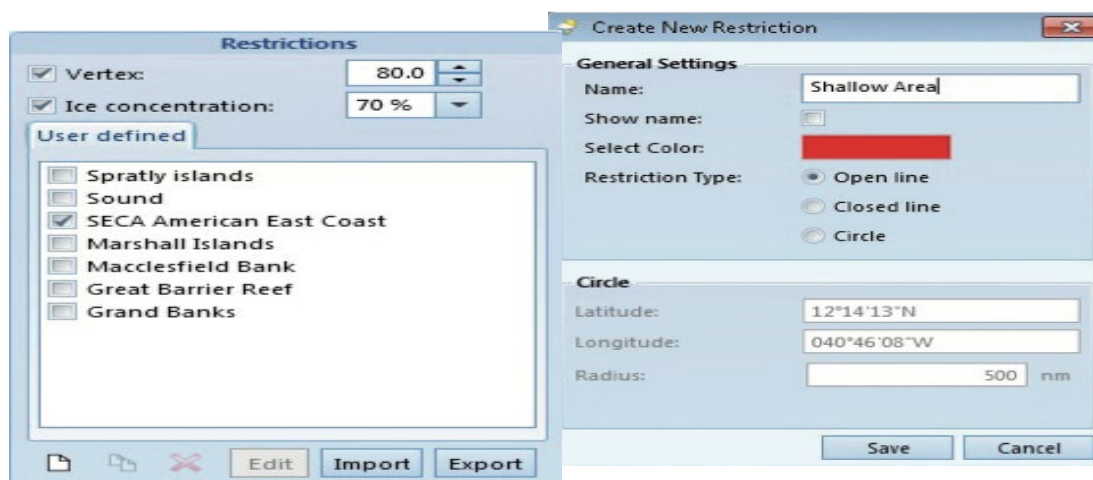 Restrictions
Vertex: 80.0
Ice concentration: 70 %
User defined
Spratly islands
Sound
SECA American East Coast
Marshall Islands
Macclesfield Bank
Great Barrier Reef
Grand Banks
Edit Import Export
Create New Restriction
General Settings
Name: Shallow Area
Show name:
Select Color:
Restriction Type: Open line
Closed line
Circle
Circle
Latitude: 12°14'13"N
Longitude: 040°46'08"W
Radius: 500 nm
Save Cancel